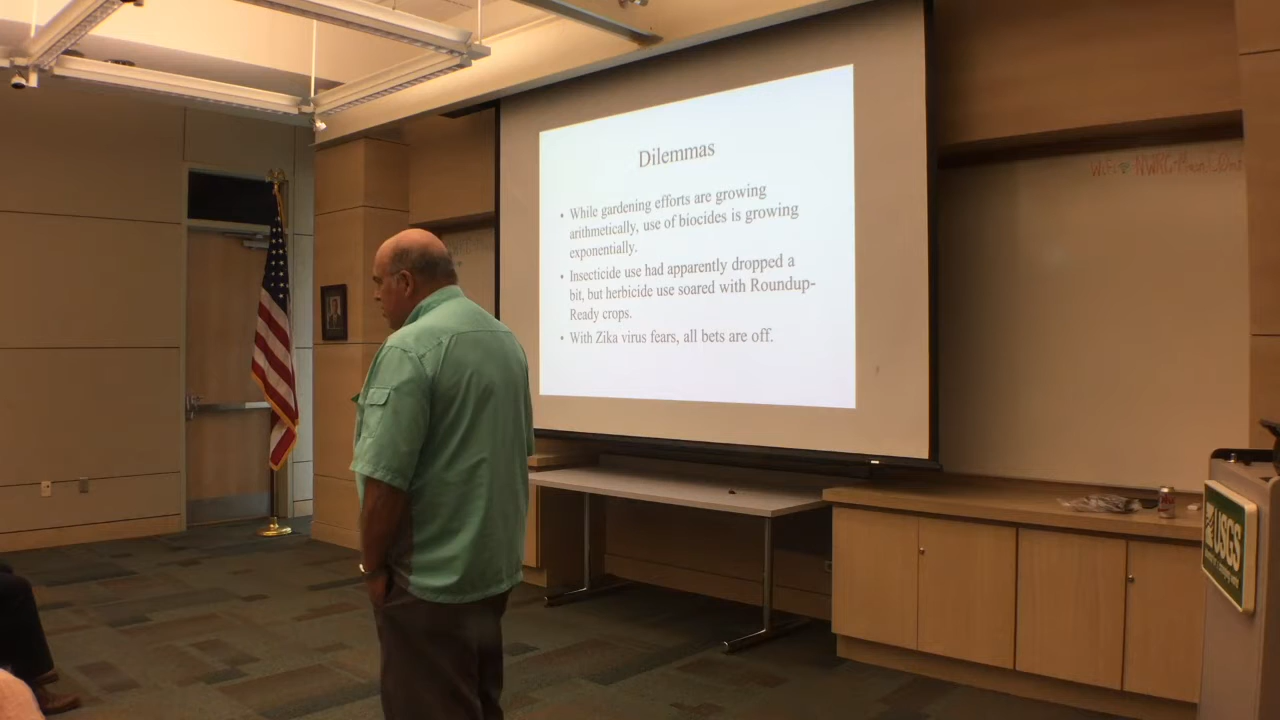 Dilemmas
• While gardening efforts are growing
arithmetically, use of biocides is growing
exponentially.
• Insecticide use had apparently dropped a
bit, but herbicide use soared with Roundup-
Ready crops.
• With Zika virus fears, all bets are off.
USGS